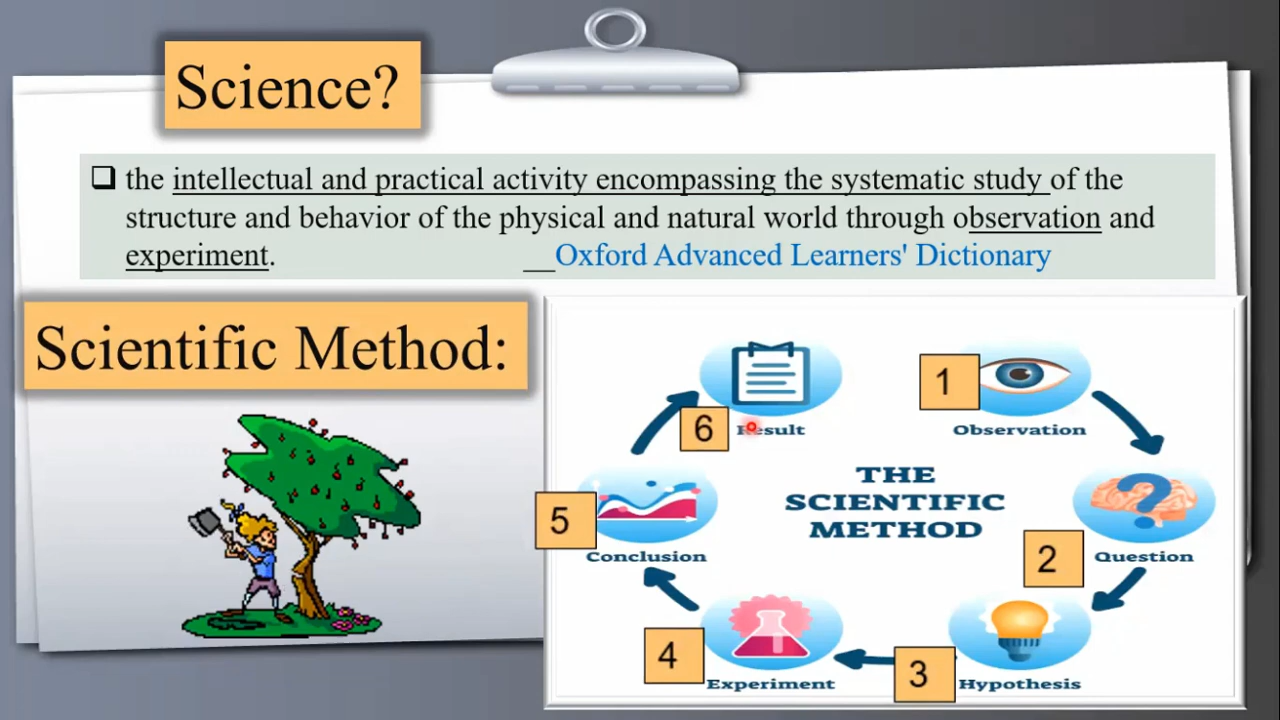 Science?
❑ the intellectual and practical activity encompassing the systematic study of the
structure and behavior of the physical and natural world through observation and
experiment. __Oxford Advanced Learners' Dictionary
Scientific Method:
1
Observation
6
Result
THE
SCIENTIFIC
METHOD
5
Conclusion
2
Question
4
Experiment
3
Hypothesis